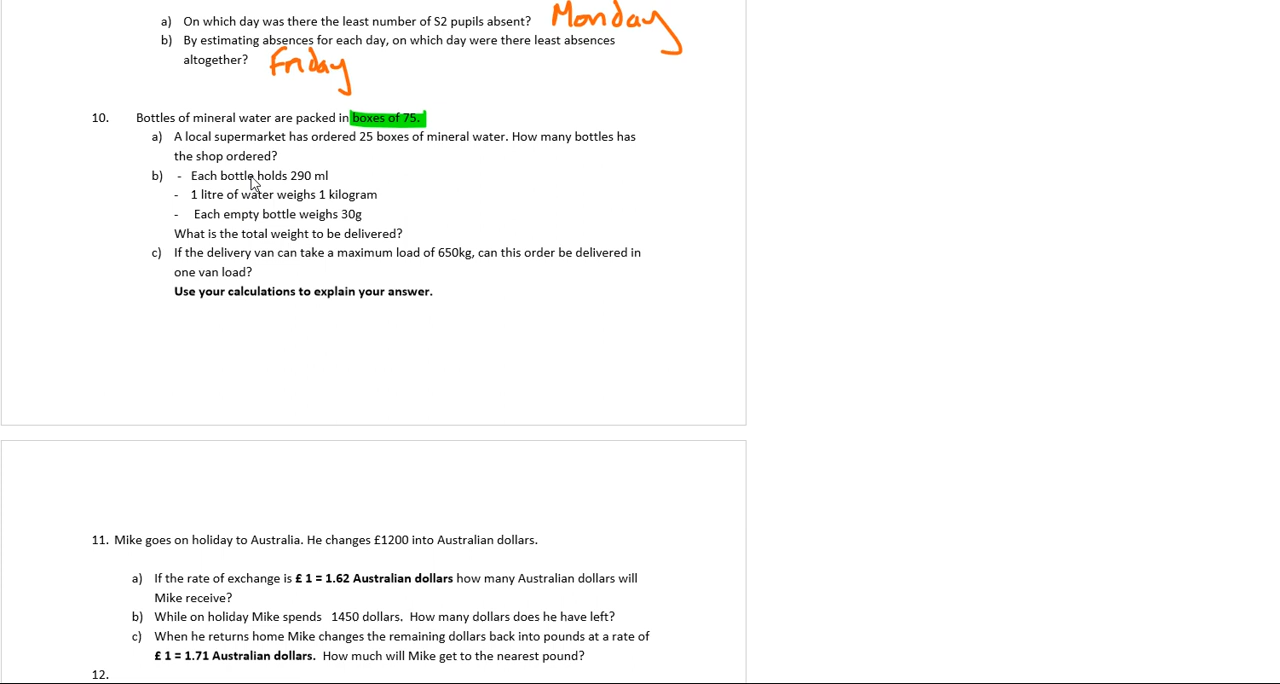 a) On which day was there the least number of S2 pupils absent? Monday
b) By estimating absences for each day, on which day were there least absences
altogether? Friday
10. Bottles of mineral water are packed in boxes of 75.
a) A local supermarket has ordered 25 boxes of mineral water. How many bottles has
the shop ordered?
b) - Each bottle holds 290 ml
- 1 litre of water weighs 1 kilogram
- Each empty bottle weighs 30g
What is the total weight to be delivered?
c) If the delivery van can take a maximum load of 650kg, can this order be delivered in
one van load?
Use your calculations to explain your answer.
11. Mike goes on holiday to Australia. He changes £1200 into Australian dollars.
a) If the rate of exchange is £ 1 = 1.62 Australian dollars how many Australian dollars will
Mike receive?
b) While on holiday Mike spends 1450 dollars. How many dollars does he have left?
c) When he returns home Mike changes the remaining dollars back into pounds at a rate of
£ 1 = 1.71 Australian dollars. How much will Mike get to the nearest pound?
12.